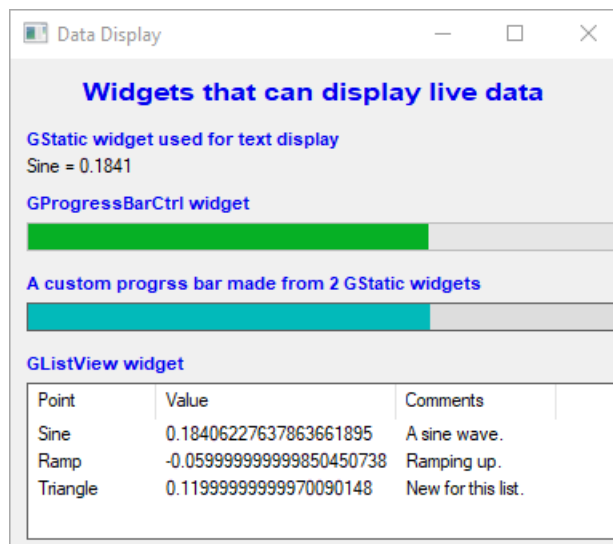 Data Display
Widgets that can display live data
GStatic widget used for text display
Sine = 0.1841
GProgressBarCtrl widget
A custom progrss bar made from 2 GStatic widgets
GListView widget
Point Value Comments
Sine 0.18406227637863661895 A sine wave.
Ramp -0.059999999999850450738 Ramping up.
Triangle 0.11999999999970090148 New for this list.